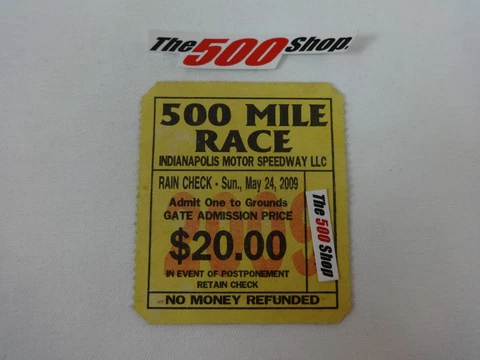 The 500 Shop.
500 MILE
RACE
INDIANAPOLIS MOTOR SPEEDWAY LLC
RAIN CHECK - Sun., May 24, 2009
Admit One to Grounds
GATE ADMISSION PRICE
2009
$20.00
IN EVENT OF POSTPONEMENT
RETAIN CHECK
NO MONEY REFUNDED
The 500 Shop